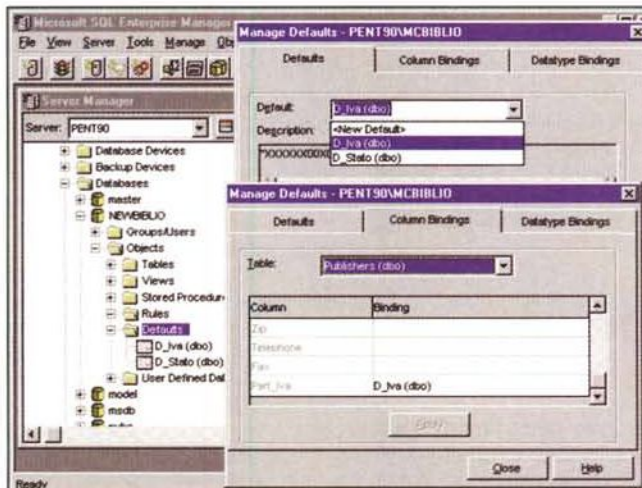 Microsoft SQL Enterprise Manager
File View Server Tools Manage
Server Manager
Server: PENT90
Database Devices
Backup Devices
Databases
master
NEWBIBLIO
Groups/Users
Objects
Tables
Views
Stored Procedur
Rules
Defaults
D_Iva (dbo)
D_Stato (dbo)
User Defined Dat
model
msdb
Ready
Manage Defaults - PENT90\MCBIBLIO
Defaults Column Bindings Datatype Bindings
Default: D_Iva (dbo)
Description: <New Default>
D_Iva (dbo)
D_Stato (dbo)
Manage Defaults - PENT90\MCBIBLIO
Defaults Column Bindings Datatype Bindings
Table: Publishers (dbo)
Column Binding
Zip
Telephone
Fax
Part_Iva D_Iva (dbo)
Close Help